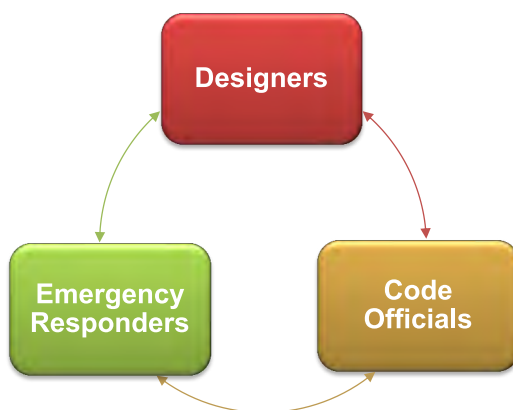 Designers
Emergency
Responders
Code
Officials